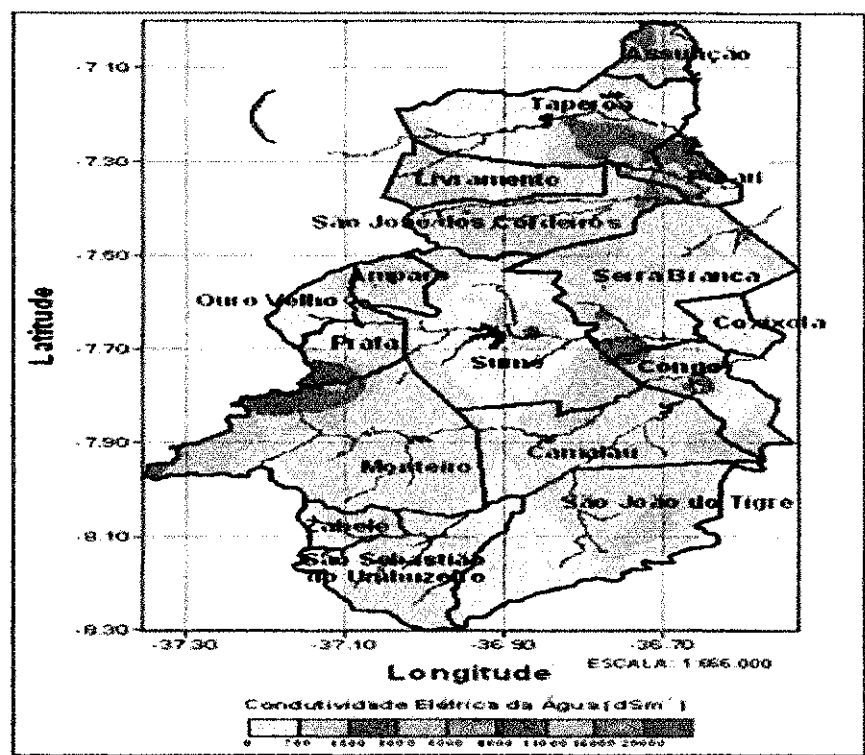 -7.10
Assunção
Taperoá
-7.30
Livramento
São José dos Cordeiros
-7.50
Amparo
Serra Branca
Ouro Velho
Coxixola
-7.70
Prata
Sumé
Congo
Latitude
-7.90
Monteiro
Camalaú
São João do Tigre
Zabelê
-8.10
São Sebastião
do Umbuzeiro
-8.30
-37.30 -37.10 -36.90 -36.70
Longitude
ESCALA: 1:666.000
Condutividade Elétrica da Água (dSm⁻¹)
0